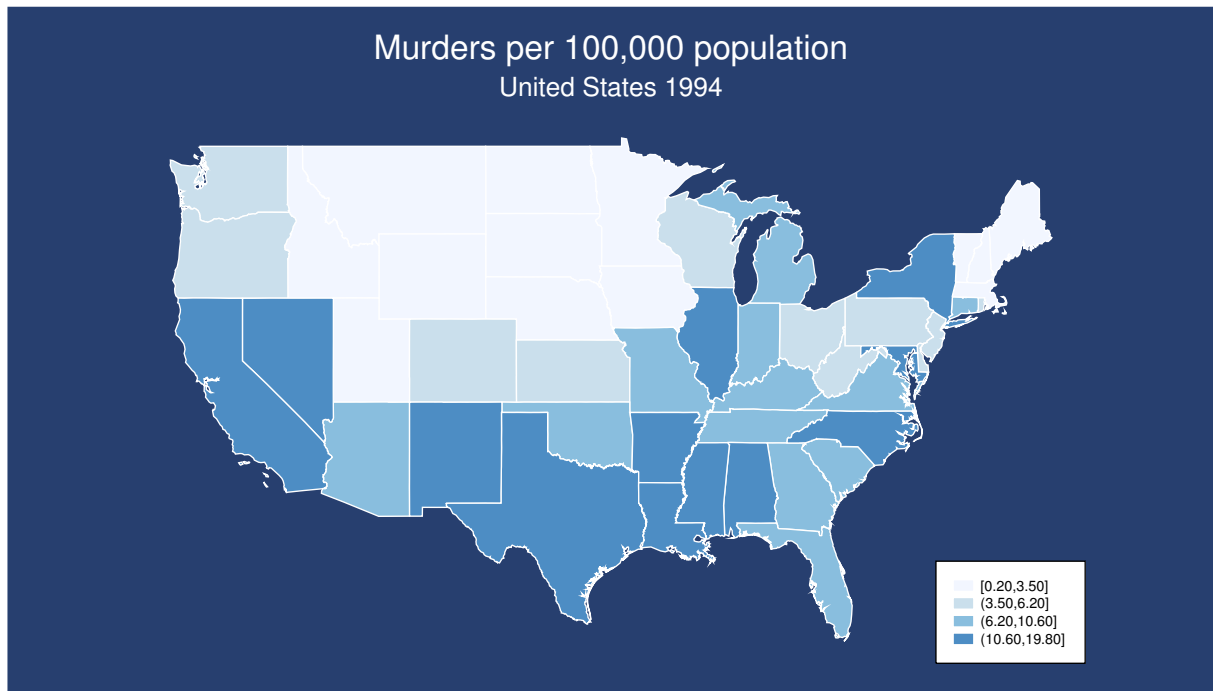 Murders per 100,000 population
United States 1994
[0.20,3.50]
(3.50,6.20]
(6.20,10.60]
(10.60,19.80]